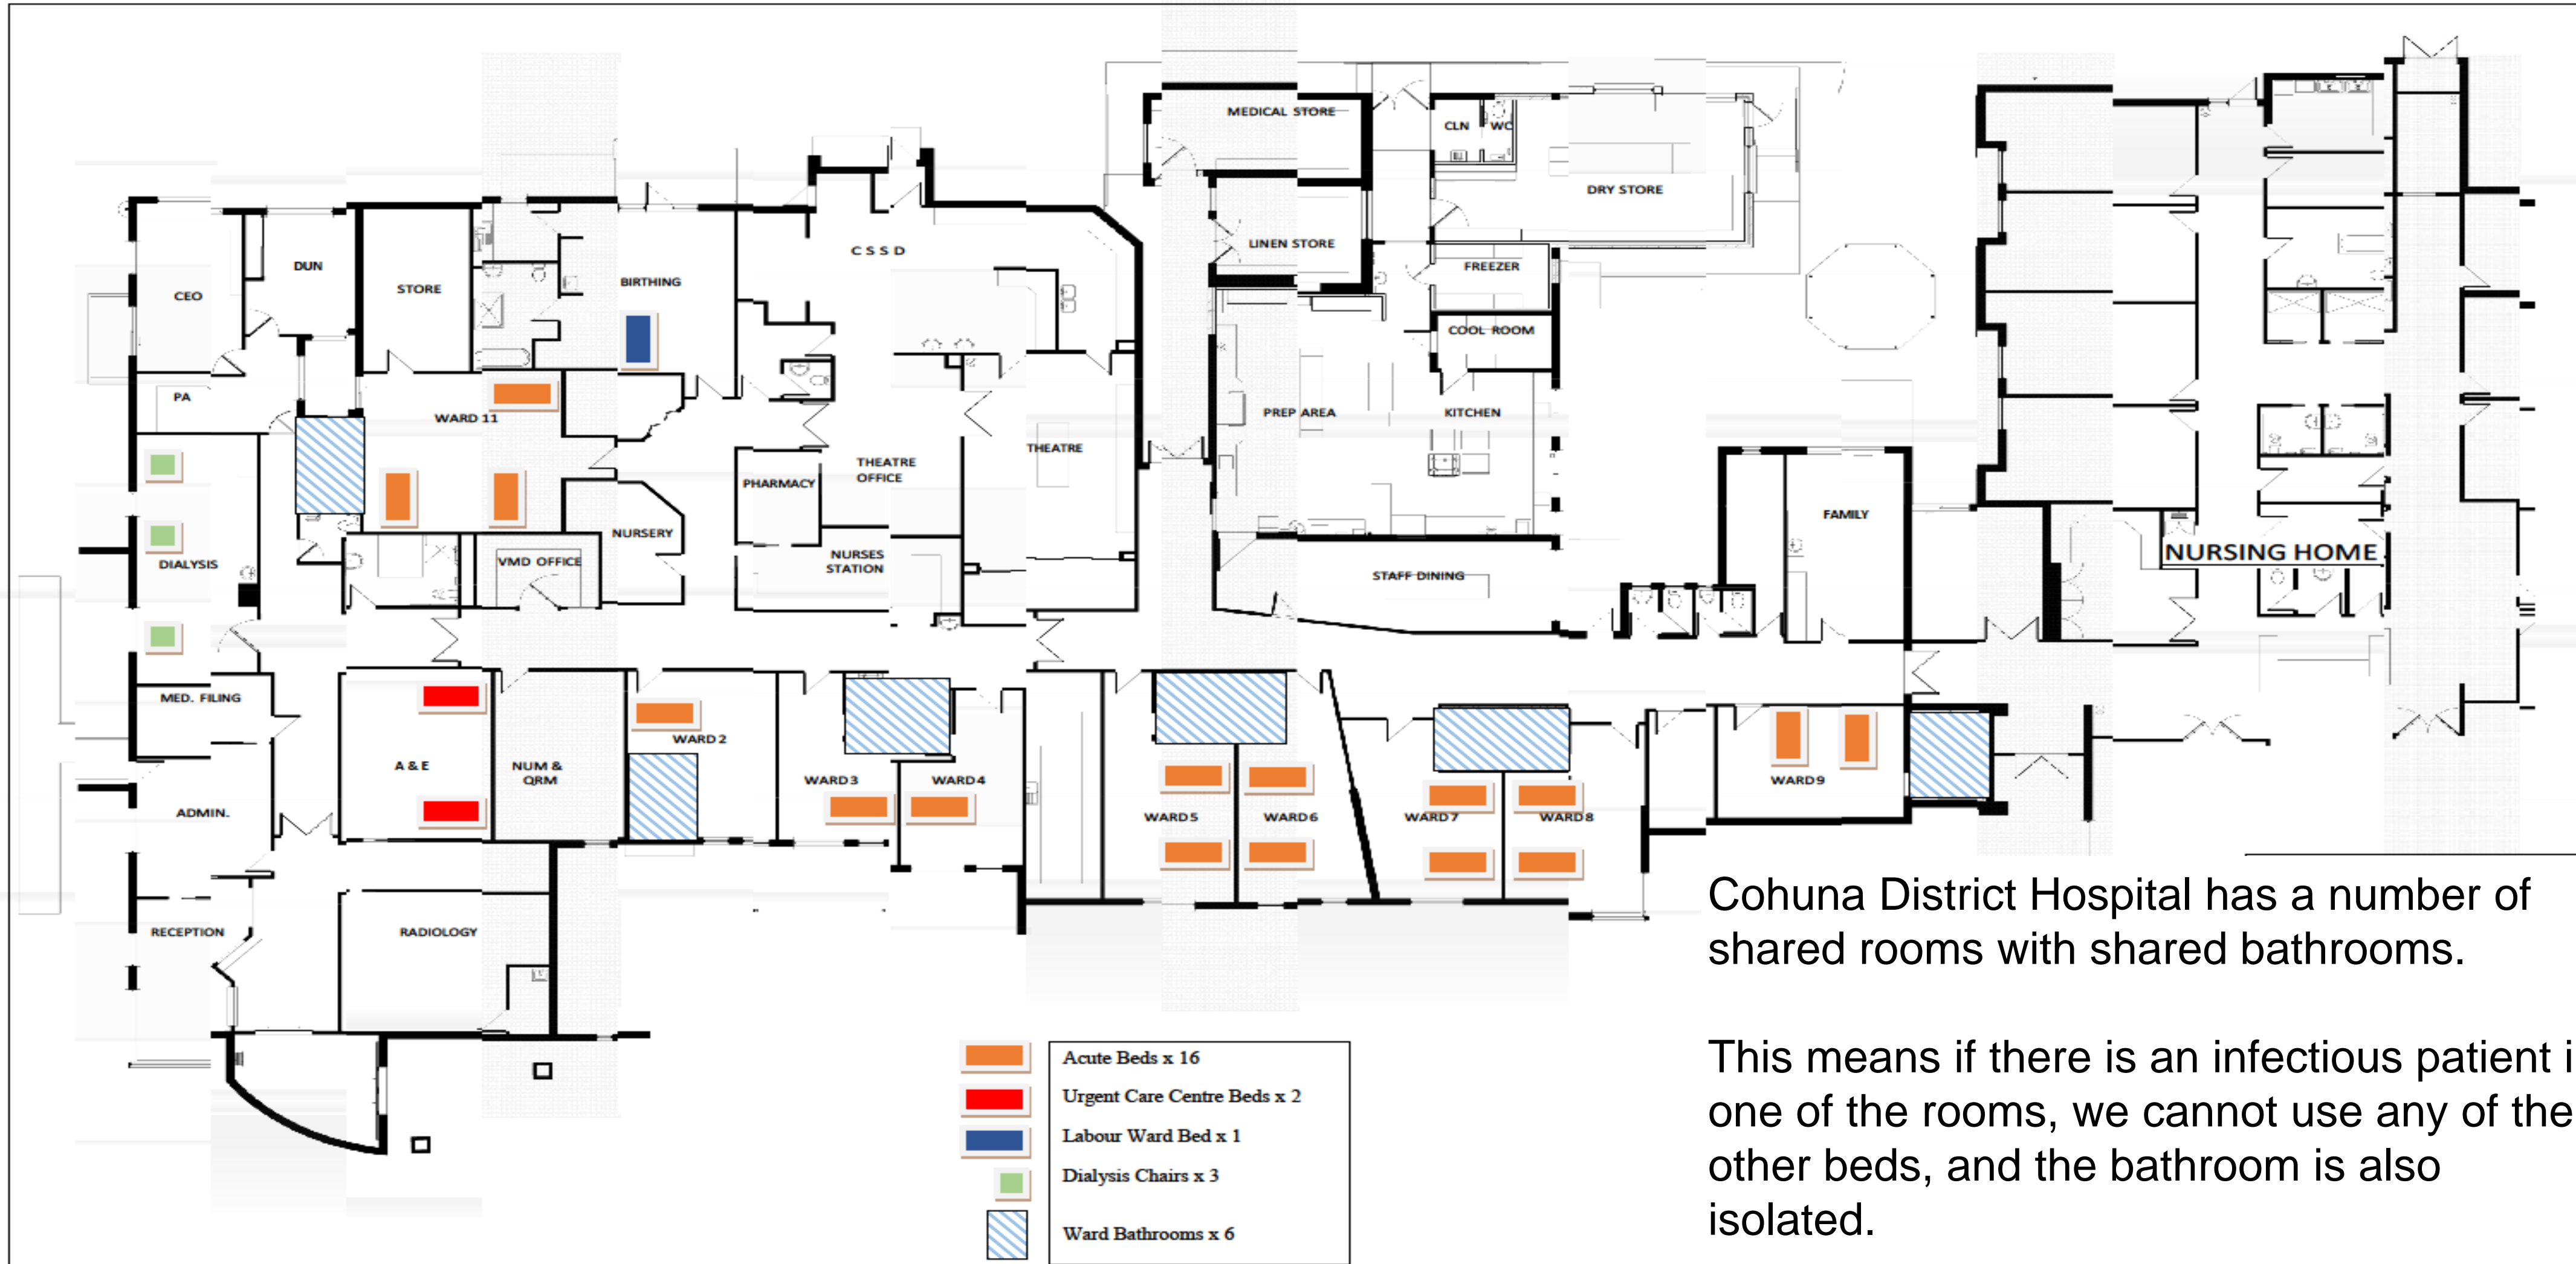 MEDICAL STORE
CLN
WC
DRY STORE
LINEN STORE
C S S D
DUN
FREEZER
BIRTHING
STORE
CEO
COOL ROOM
PA
WARD 11
PREP AREA
KITCHEN
THEATRE
THEATRE
OFFICE
PHARMACY
FAMILY
NURSERY
NURSING HOME
VMD OFFICE
NURSES
STATION
DIALYSIS
STAFF DINING
MED. FILING
WARD 2
A & E
NUM &
QRM
WARD 3
WARD 4
WARD 9
ADMIN.
WARD 5
WARD 6
WARD 7
WARD 8
RECEPTION
RADIOLOGY
Cohuna District Hospital has a number of
shared rooms with shared bathrooms.
This means if there is an infectious patient i
one of the rooms, we cannot use any of the
other beds, and the bathroom is also
isolated.
Acute Beds x 16
Urgent Care Centre Beds x 2
Labour Ward Bed x 1
Dialysis Chairs x 3
Ward Bathrooms x 6